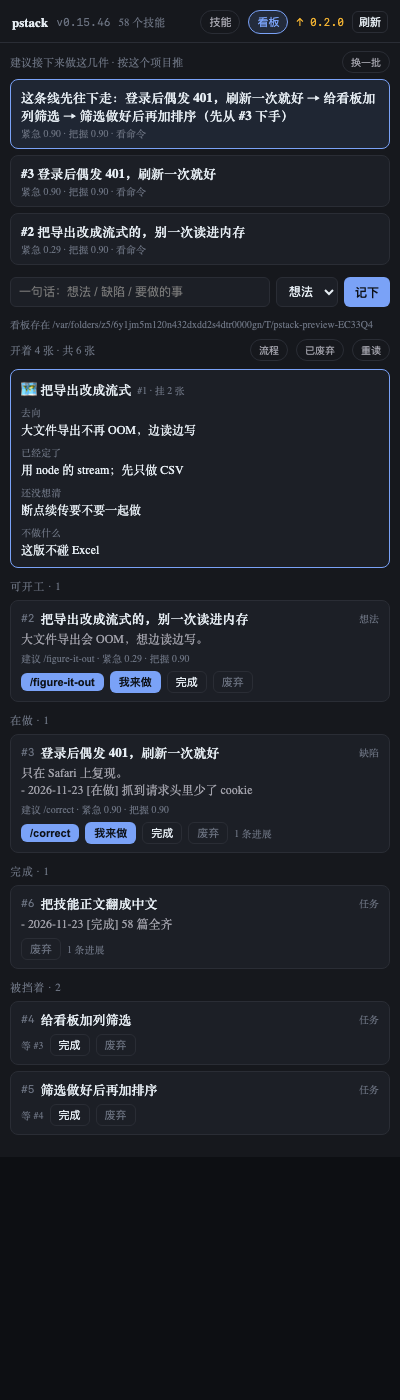 pstack v0.15.46 58 个技能 技能 看板 ↑ 0.2.0 刷新
建议接下来做这几件 · 按这个项目推 换一批
这条线先往下走：登录后偶发 401，刷新一次就好 → 给看板加
列筛选 → 筛选做好后再加排序（先从 #3 下手）
紧急 0.90 · 把握 0.90 · 看命令
#3 登录后偶发 401，刷新一次就好
紧急 0.90 · 把握 0.90 · 看命令
#2 把导出改成流式的，别一次读进内存
紧急 0.29 · 把握 0.90 · 看命令
一句话：想法 / 缺陷 / 要做的事 想法 记下
看板存在 /var/folders/z5/6y1jm5m120n432dxdd2s4dtr0000gn/T/pstack-preview-EC33Q4
开着 4 张 · 共 6 张 流程 已废弃 重读
把导出改成流式 #1 · 挂 2 张
去向
大文件导出不再 OOM，边读边写
已经定了
用 node 的 stream；先只做 CSV
还没想清
断点续传要不要一起做
不做什么
这版不碰 Excel
可开工 · 1
#2 把导出改成流式的，别一次读进内存 想法
大文件导出会 OOM，想边读边写。
建议 /figure-it-out · 紧急 0.29 · 把握 0.90
/figure-it-out 我来做 完成 废弃
在做 · 1
#3 登录后偶发 401，刷新一次就好 缺陷
只在 Safari 上复现。
- 2026-11-23 [在做] 抓到请求头里少了 cookie
建议 /correct · 紧急 0.90 · 把握 0.90
/correct 我来做 完成 废弃 1 条进展
完成 · 1
#6 把技能正文翻成中文 任务
- 2026-11-23 [完成] 58 篇全齐
废弃 1 条进展
被挡着 · 2
#4 给看板加列筛选 任务
等 #3 完成 废弃
#5 筛选做好后再加排序 任务
等 #4 完成 废弃